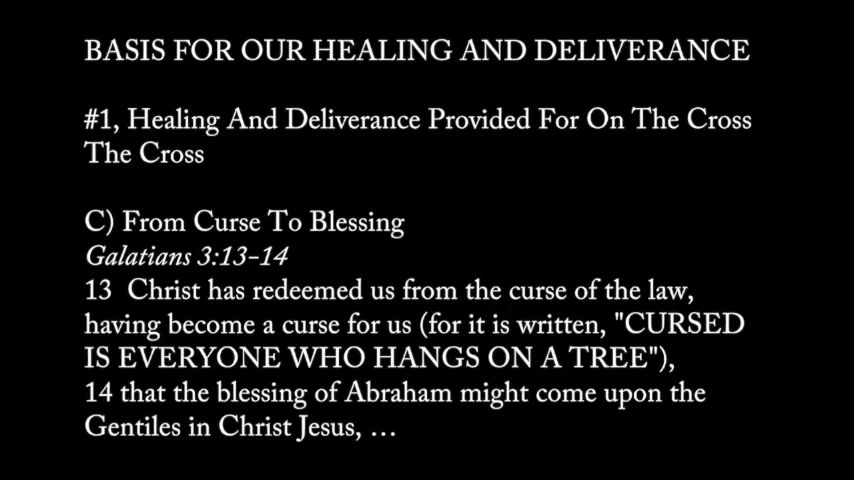 BASIS FOR OUR HEALING AND DELIVERANCE
#1, Healing And Deliverance Provided For On The Cross
The Cross
C) From Curse To Blessing
Galatians 3:13-14
13 Christ has redeemed us from the curse of the law,
having become a curse for us (for it is written, "CURSED
IS EVERYONE WHO HANGS ON A TREE"),
14 that the blessing of Abraham might come upon the
Gentiles in Christ Jesus, …